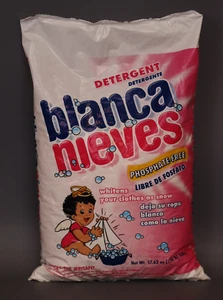 DETERGENT
DETERGENTE
blanca
nieves
PHOSPHATE-FREE
LIBRE DE FOSFATO
whitens
your clothes as snow
deja su ropa
blanca
como la nieve